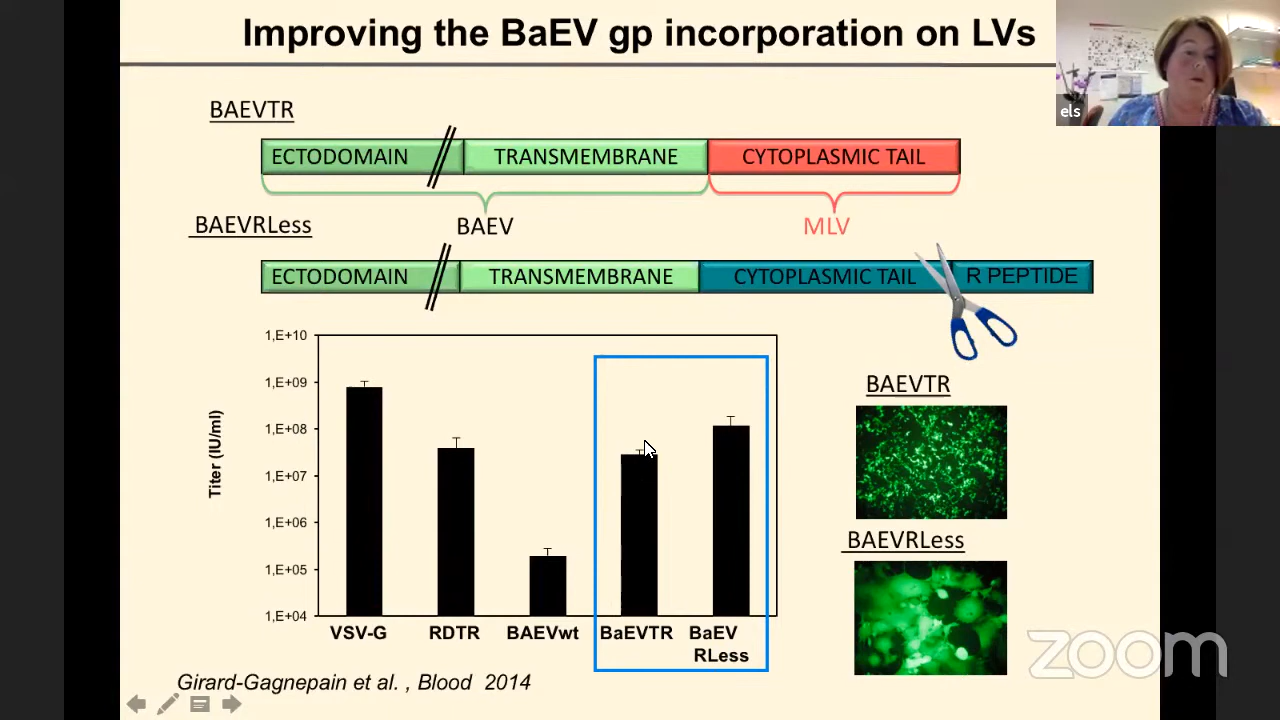 Improving the BaEV gp incorporation on LVs
els
BAEVTR
ECTODOMAIN
TRANSMEMBRANE
CYTOPLASMIC TAIL
BAEVRLess
BAEV
MLV
ECTODOMAIN
TRANSMEMBRANE
CYTOPLASMIC TAIL
R PEPTIDE
1,E+10
1,E+09
1,E+08
1,E+07
1,E+06
1,E+05
1,E+04
Titer (IU/ml)
VSV-G
RDTR
BAEVwt
BaEVTR
BaEV
RLess
BAEVTR
BAEVRLess
zoom
Girard-Gagnepain et al. , Blood 2014